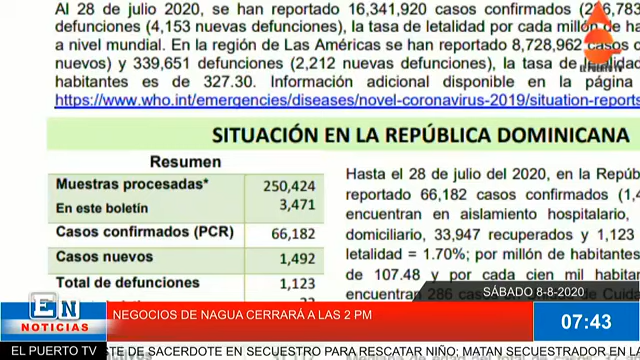 Al 28 de julio 2020, se han reportado 16,341,920 casos confirmados
defunciones (4,153 nuevas defunciones), la tasa de letalidad por cada millón de
a nivel mundial. En la región de Las Américas se han reportado 8,728,962
nuevos) y 339,651 defunciones (2,212 nuevas defunciones), la tasa de
habitantes es de 327.30. Información adicional disponible en la página
https://www.who.int/emergencies/diseases/novel-coronavirus-2019/situation-reports
SITUACIÓN EN LA REPÚBLICA DOMINICANA
Resumen
Muestras procesadas* 250,424
En este boletín 3,471
Casos confirmados (PCR) 66,182
Casos nuevos 1,492
Total de defunciones 1,123
Hasta el 28 de julio del 2020, en la
reportado 66,182 casos confirmados
encuentran en aislamiento hospitalario,
domiciliario, 33,947 recuperados y 1,123
letalidad = 1.70%; por millón de habitantes
de 107.48 y por cada cien mil
encuentran 286
SÁBADO 8-8-2020
EN
NOTICIAS
NEGOCIOS DE NAGUA CERRARÁ A LAS 2 PM
07:43
EL PUERTO TV
STE DE SACERDOTE EN SECUESTRO PARA RESCATAR NIÑO; MATAN SECUESTRADOR EN LA